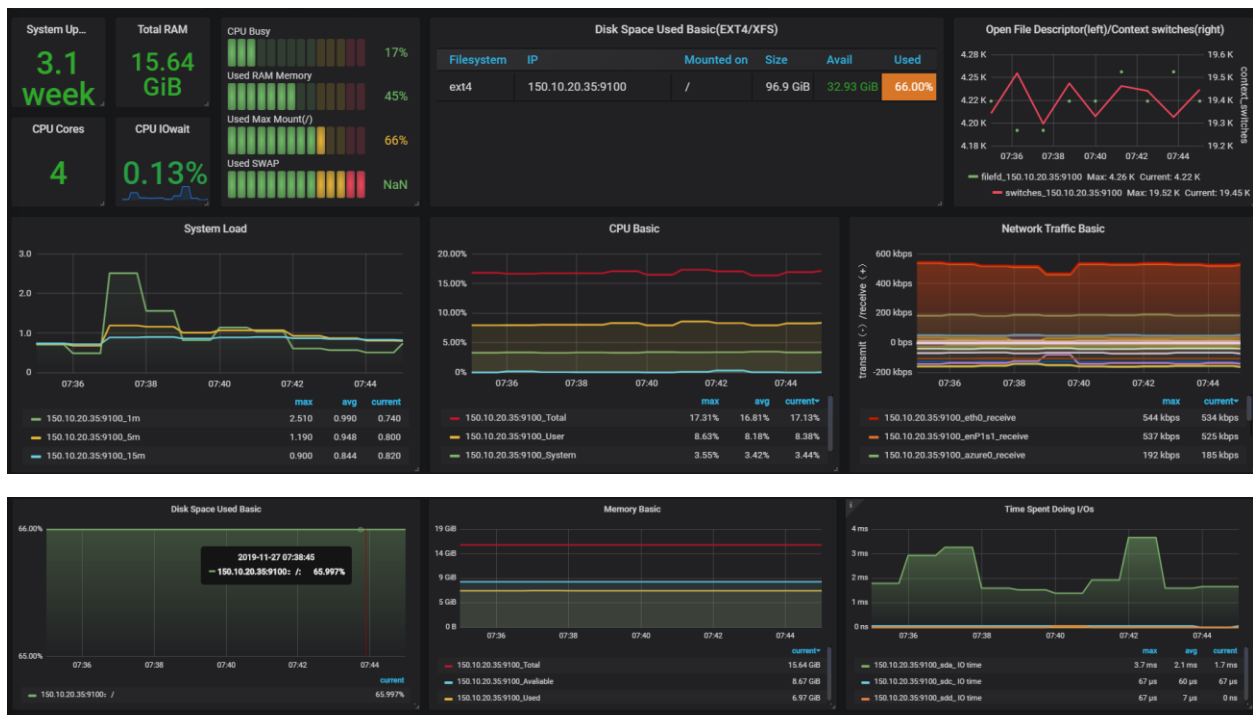 System Up...
3.1
week
Total RAM
15.64
GiB
CPU Cores
4
CPU IOwait
0.13%
CPU Busy
17%
Used RAM Memory
45%
Used Max Mount(/)
66%
Used SWAP
NaN
Disk Space Used Basic(EXT4/XFS)
Filesystem IP Mounted on Size Avail Used
ext4 150.10.20.35:9100 / 96.9 GiB 32.93 GiB 66.00%
Open File Descriptor(left)/Context switches(right)
4.28 K 19.6 K
4.25 K 19.5 K
4.22 K 19.4 K
4.20 K 19.3 K
4.18 K 19.2 K
context_switches
07:36 07:38 07:40 07:42 07:44
filefd_150.10.20.35:9100 Max: 4.26 K Current: 4.22 K
switches_150.10.20.35:9100 Max: 19.52 K Current: 19.45 K
System Load
3.0
2.0
1.0
0
07:36 07:38 07:40 07:42 07:44
max avg current
150.10.20.35:9100_1m 2.510 0.990 0.740
150.10.20.35:9100_5m 1.190 0.948 0.800
150.10.20.35:9100_15m 0.900 0.844 0.820
CPU Basic
20.00%
15.00%
10.00%
5.00%
0%
07:36 07:38 07:40 07:42 07:44
max avg current
150.10.20.35:9100_Total 17.31% 16.81% 17.13%
150.10.20.35:9100_User 8.63% 8.18% 8.38%
150.10.20.35:9100_System 3.55% 3.42% 3.44%
Network Traffic Basic
transmit (-) /receive (+)
600 kbps
400 kbps
200 kbps
0 bps
-200 kbps
07:36 07:38 07:40 07:42 07:44
max current
150.10.20.35:9100_eth0_receive 544 kbps 534 kbps
150.10.20.35:9100_enP1s1_receive 537 kbps 525 kbps
150.10.20.35:9100_azure0_receive 192 kbps 185 kbps
Disk Space Used Basic
66.00%
65.00%
2019-11-27 07:38:45
150.10.20.35:9100: /: 65.997%
07:36 07:38 07:40 07:42 07:44
current
150.10.20.35:9100: / 65.997%
Memory Basic
19 GiB
14 GiB
9 GiB
5 GiB
0 B
07:36 07:38 07:40 07:42 07:44
current
150.10.20.35:9100_Total 15.64 GiB
150.10.20.35:9100_Avaliable 8.67 GiB
150.10.20.35:9100_Used 6.97 GiB
Time Spent Doing I/Os
4 ms
3 ms
2 ms
1 ms
0 ns
07:36 07:38 07:40 07:42 07:44
max avg current
150.10.20.35:9100_sda_ IO time 3.7 ms 2.1 ms 1.7 ms
150.10.20.35:9100_sdc_ IO time 67 μs 60 μs 67 μs
150.10.20.35:9100_sdd_ IO time 67 μs 7 μs 0 ns